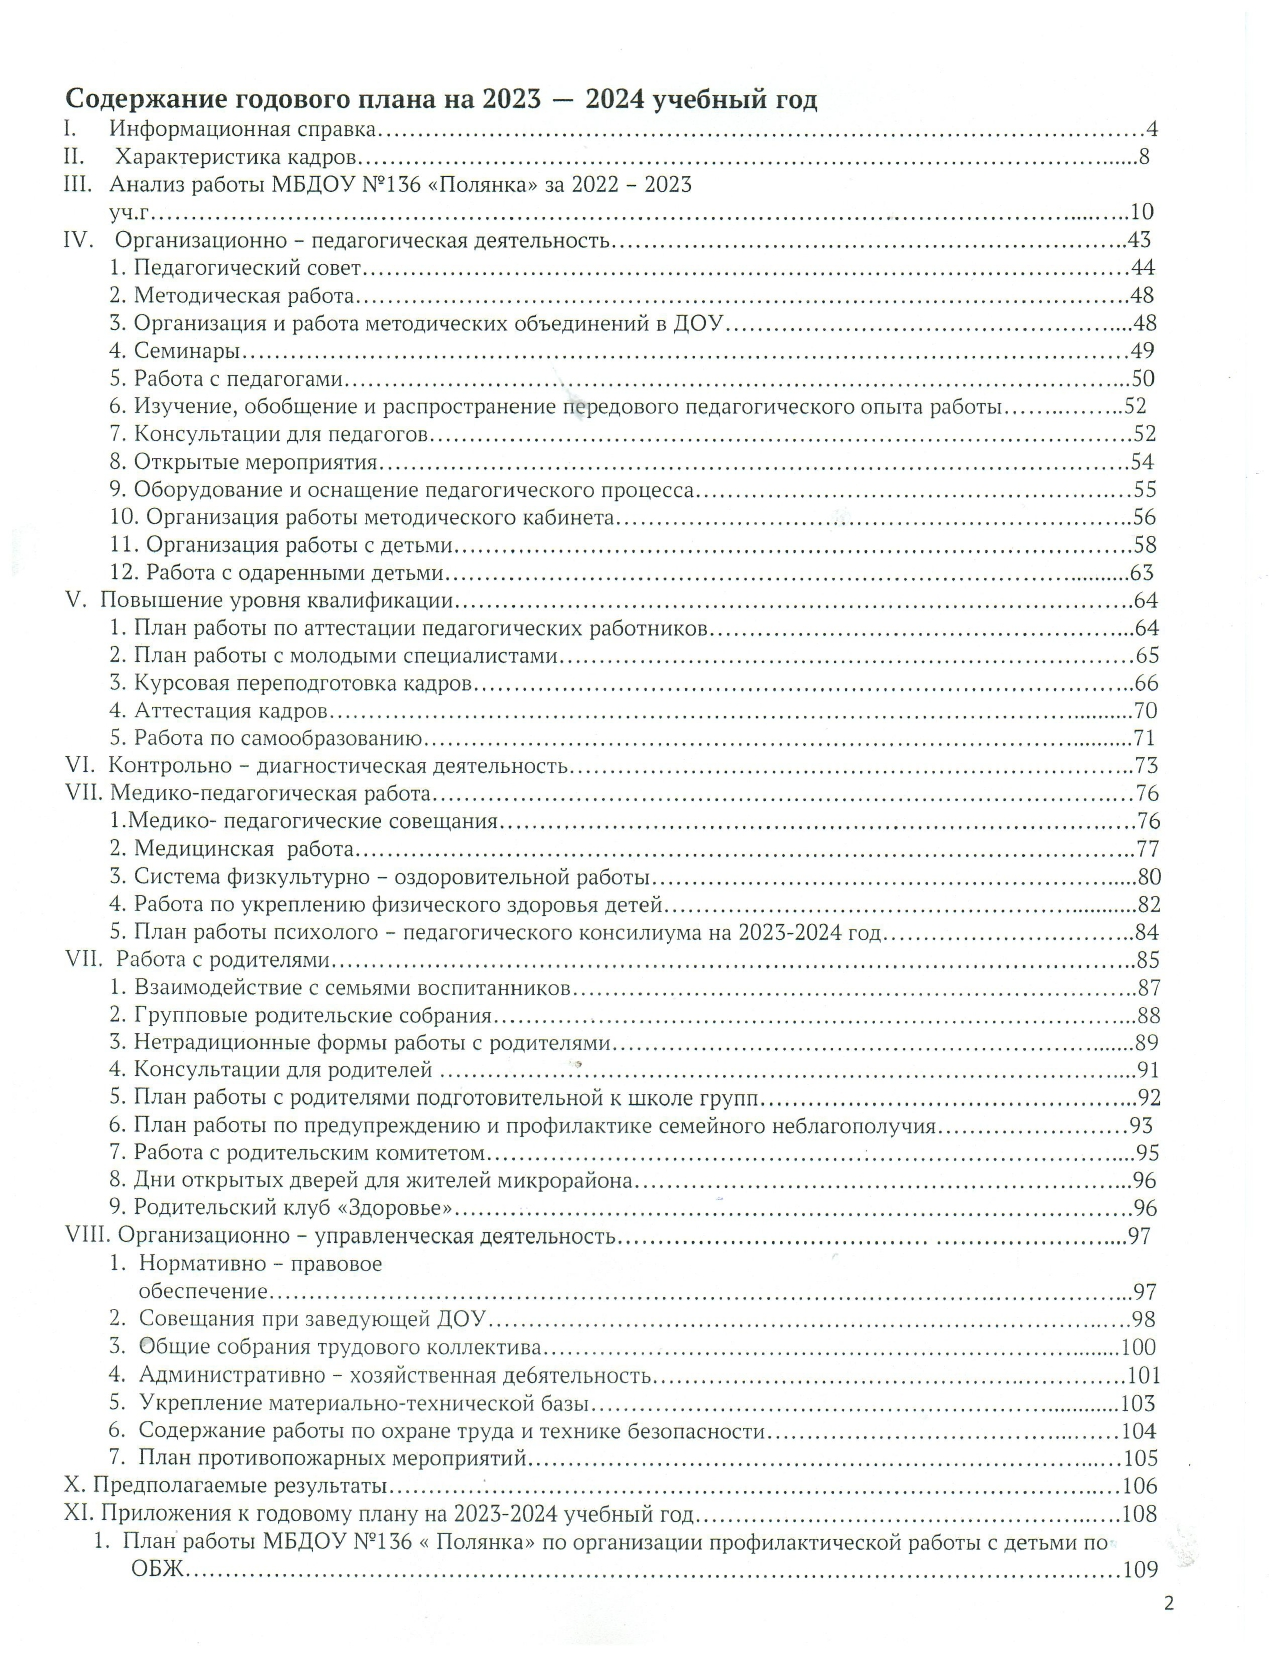 Содержание годового плана на 2023 — 2024 учебный год
I. Информационная справка……………………………………………………………………4
II. Характеристика кадров……………………………………………………………………8
III. Анализ работы МБДОУ №136 «Полянка» за 2022 – 2023
уч.г……………………………………………………………………10
IV. Организационно – педагогическая деятельность……………………………………………43
1. Педагогический совет……………………………………………………………………44
2. Методическая работа……………………………………………………………………48
3. Организация и работа методических объединений в ДОУ…………………………………48
4. Семинары……………………………………………………………………49
5. Работа с педагогами……………………………………………………………………50
6. Изучение, обобщение и распространение передового педагогического опыта работы……………52
7. Консультации для педагогов……………………………………………………………52
8. Открытые мероприятия……………………………………………………………………54
9. Оборудование и оснащение педагогического процесса……………………………………55
10. Организация работы методического кабинета……………………………………………56
11. Организация работы с детьми……………………………………………………………58
12. Работа с одаренными детьми……………………………………………………………63
V. Повышение уровня квалификации……………………………………………………………64
1. План работы по аттестации педагогических работников……………………………………64
2. План работы с молодыми специалистами…………………………………………………65
3. Курсовая переподготовка кадров…………………………………………………………66
4. Аттестация кадров……………………………………………………………………70
5. Работа по самообразованию……………………………………………………………71
VI. Контрольно – диагностическая деятельность………………………………………………73
VII. Медико-педагогическая работа……………………………………………………………76
1.Медико- педагогические совещания………………………………………………………76
2. Медицинская работа……………………………………………………………………77
3. Система физкультурно – оздоровительной работы…………………………………………80
4. Работа по укреплению физического здоровья детей………………………………………82
5. План работы психолого – педагогического консилиума на 2023-2024 год……………………84
VII. Работа с родителями……………………………………………………………………85
1. Взаимодействие с семьями воспитанников…………………………………………………87
2. Групповые родительские собрания………………………………………………………88
3. Нетрадиционные формы работы с родителями……………………………………………89
4. Консультации для родителей ……………………………………………………………91
5. План работы с родителями подготовительной к школе групп………………………………92
6. План работы по предупреждению и профилактике семейного неблагополучия…………………93
7. Работа с родительским комитетом…………………………………………………………95
8. Дни открытых дверей для жителей микрорайона……………………………………………96
9. Родительский клуб «Здоровье»……………………………………………………………96
VIII. Организационно – управленческая деятельность……………………………… ……………………97
1. Нормативно – правовое
обеспечение……………………………………………………………………97
2. Совещания при заведующей ДОУ…………………………………………………………98
3. Общие собрания трудового коллектива……………………………………………………100
4. Административно – хозяйственная дебятельность…………………………………………101
5. Укрепление материально-технической базы………………………………………………103
6. Содержание работы по охране труда и технике безопасности………………………………104
7. План противопожарных мероприятий………………………………………………………105
X. Предполагаемые результаты……………………………………………………………………106
XI. Приложения к годовому плану на 2023-2024 учебный год……………………………………108
1. План работы МБДОУ №136 « Полянка» по организации профилактической работы с детьми по
ОБЖ……………………………………………………………………109
2